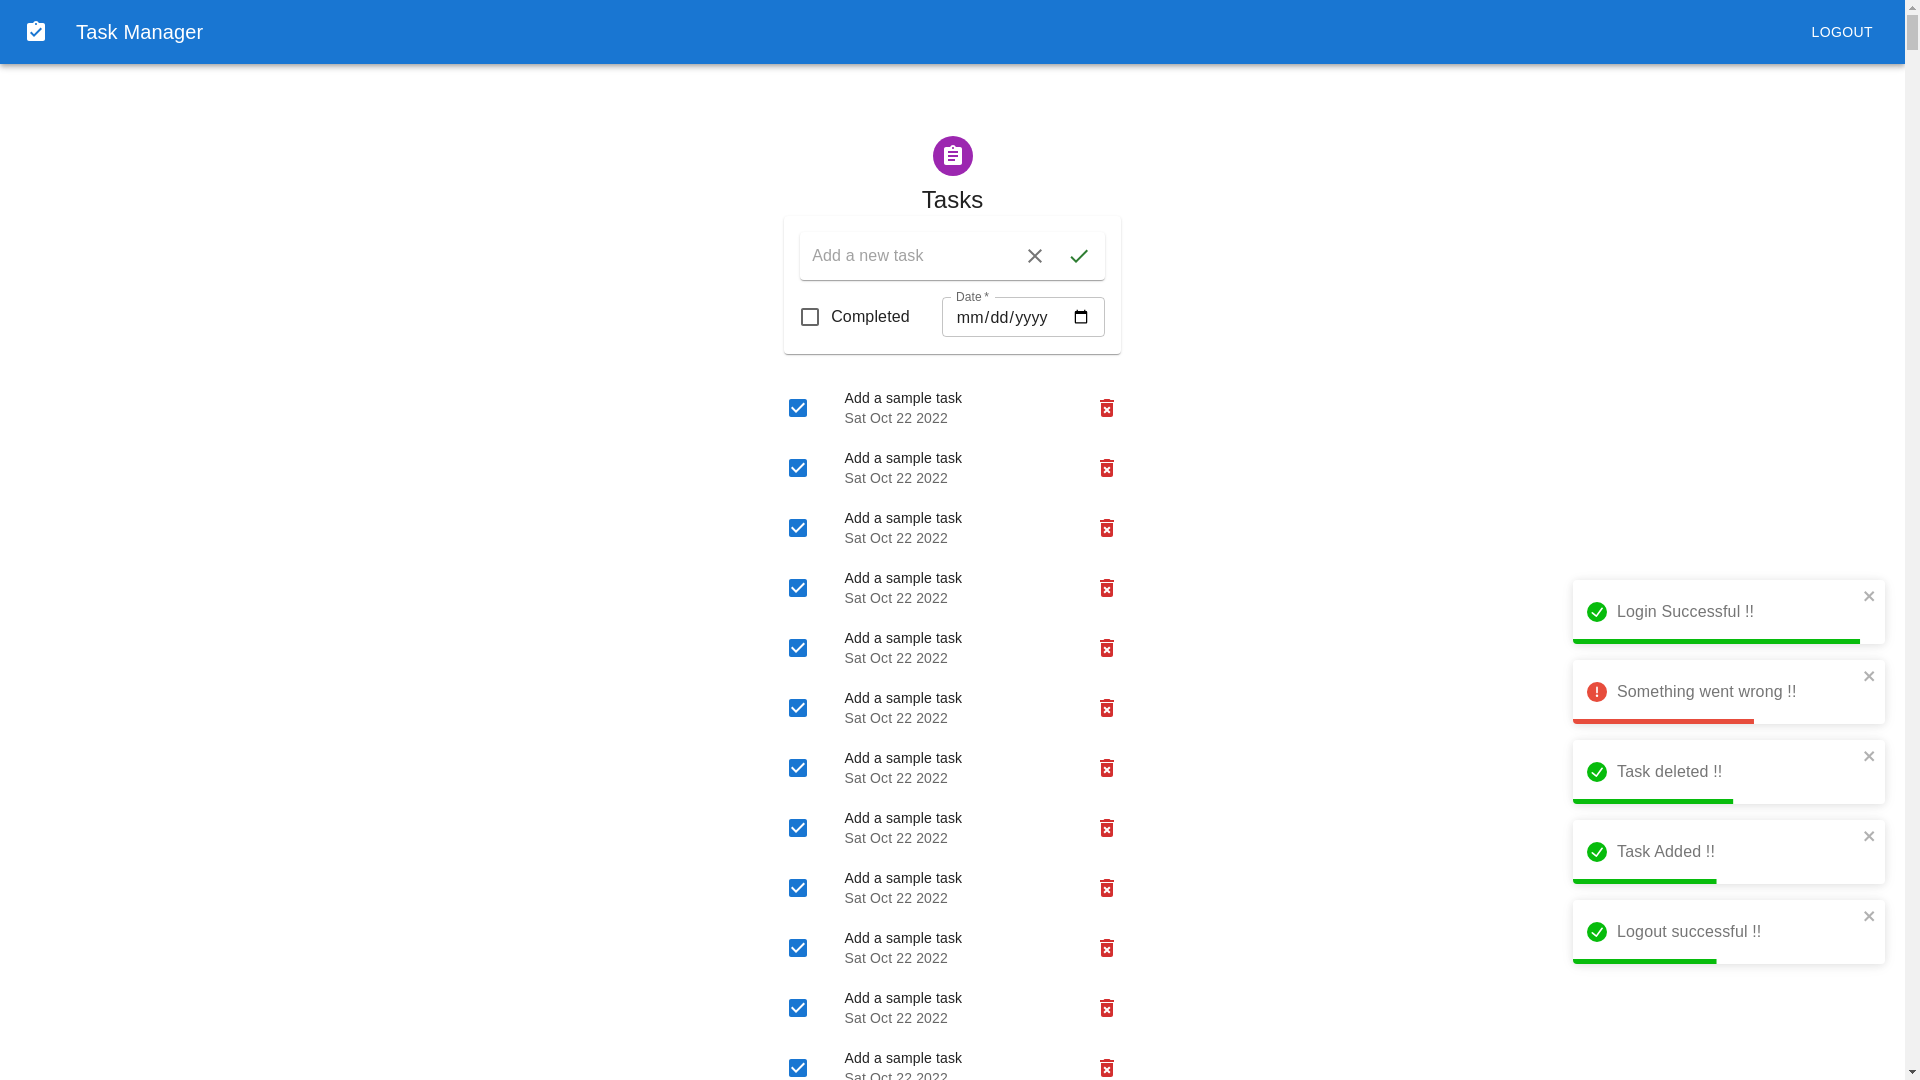 Task Manager
LOGOUT
Tasks
Add a new task
Completed
Date *
mm/dd/yyyy
Add a sample task
Sat Oct 22 2022
Add a sample task
Sat Oct 22 2022
Add a sample task
Sat Oct 22 2022
Add a sample task
Sat Oct 22 2022
Add a sample task
Sat Oct 22 2022
Add a sample task
Sat Oct 22 2022
Add a sample task
Sat Oct 22 2022
Add a sample task
Sat Oct 22 2022
Add a sample task
Sat Oct 22 2022
Add a sample task
Sat Oct 22 2022
Add a sample task
Sat Oct 22 2022
Add a sample task
Sat Oct 22 2022
Login Successful !!
Something went wrong !!
Task deleted !!
Task Added !!
Logout successful !!